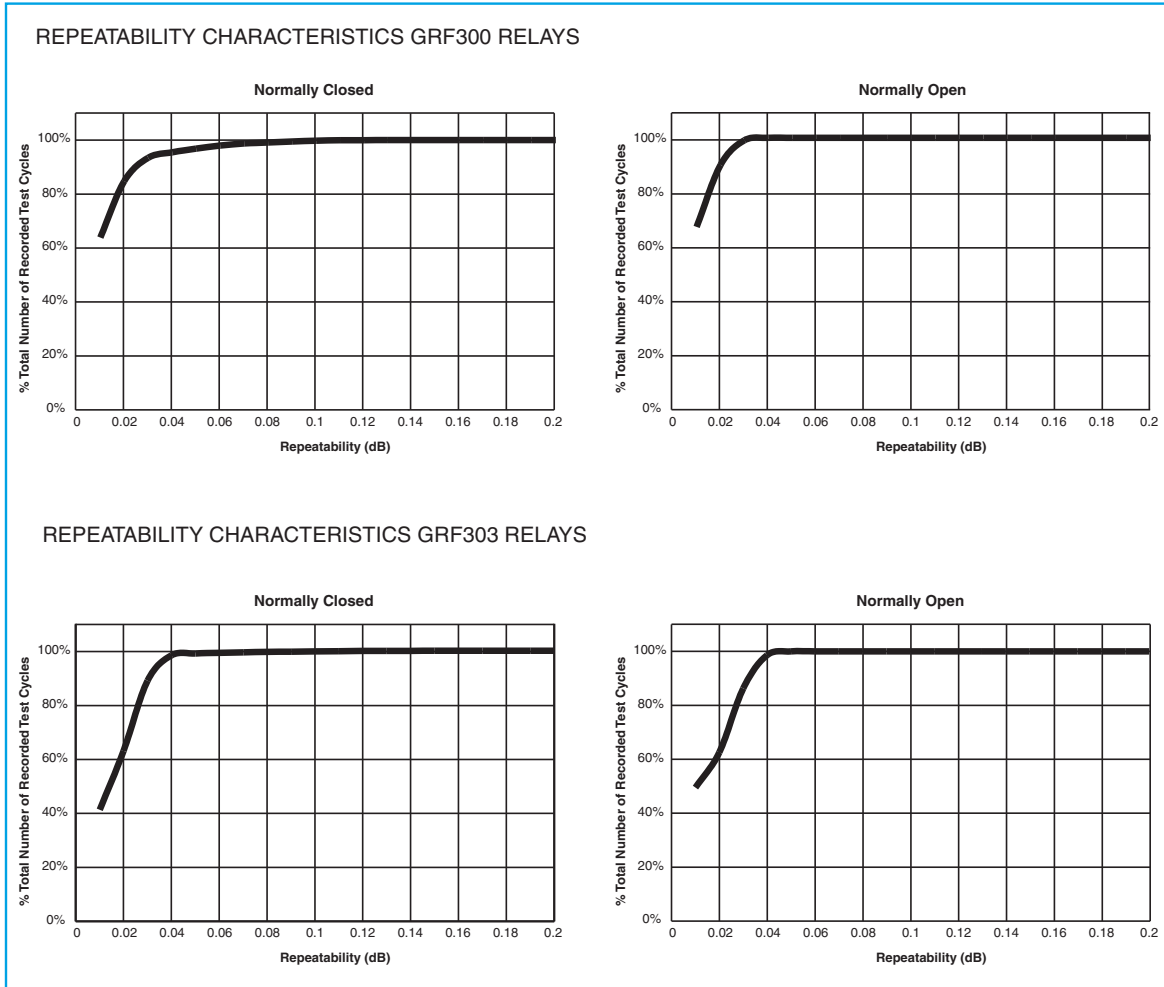 REPEATABILITY CHARACTERISTICS GRF300 RELAYS
Normally Closed
% Total Number of Recorded Test Cycles
100%
80%
60%
40%
20%
0%
0 0.02 0.04 0.06 0.08 0.1 0.12 0.14 0.16 0.18 0.2
Repeatability (dB)
Normally Open
% Total Number of Recorded Test Cycles
100%
80%
60%
40%
20%
0%
0 0.02 0.04 0.06 0.08 0.1 0.12 0.14 0.16 0.18 0.2
Repeatability (dB)
REPEATABILITY CHARACTERISTICS GRF303 RELAYS
Normally Closed
% Total Number of Recorded Test Cycles
100%
80%
60%
40%
20%
0%
0 0.02 0.04 0.06 0.08 0.1 0.12 0.14 0.16 0.18 0.2
Repeatability (dB)
Normally Open
% Total Number of Recorded Test Cycles
100%
80%
60%
40%
20%
0%
0 0.02 0.04 0.06 0.08 0.1 0.12 0.14 0.16 0.18 0.2
Repeatability (dB)